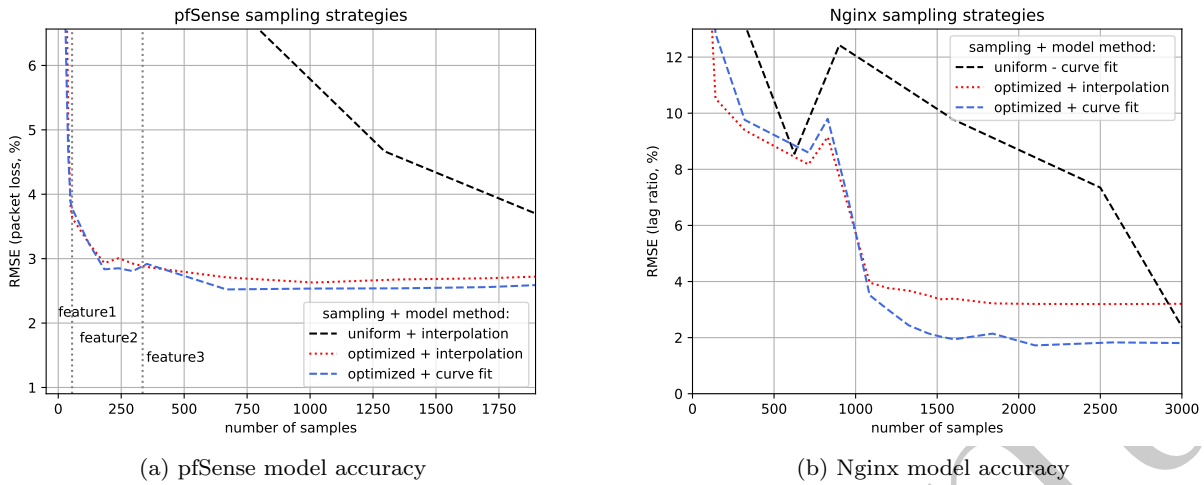 pfSense sampling strategies
RMSE (packet loss, %)
6
5
4
3
2
1
feature1
feature2
feature3
sampling + model method:
uniform + interpolation
optimized + interpolation
optimized + curve fit
0 250 500 750 1000 1250 1500 1750
number of samples
(a) pfSense model accuracy
Nginx sampling strategies
RMSE (lag ratio, %)
12
10
8
6
4
2
0
sampling + model method:
uniform - curve fit
optimized + interpolation
optimized + curve fit
0 500 1000 1500 2000 2500 3000
number of samples
(b) Nginx model accuracy